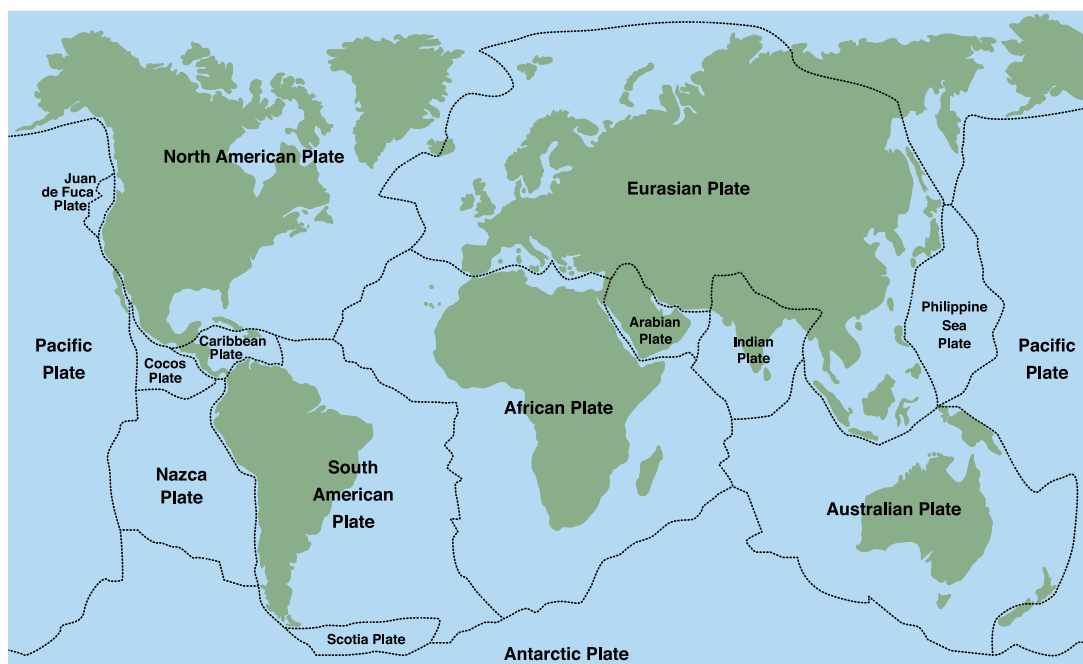 North American Plate
Juan
de Fuca
Plate
Eurasian Plate
Philippine
Sea
Plate
Arabian
Plate
Caribbean
Plate
Indian
Plate
Pacific
Plate
Cocos
Plate
Pacific
Plate
African Plate
Nazca
Plate
South
American
Plate
Australian Plate
Scotia Plate
Antarctic Plate